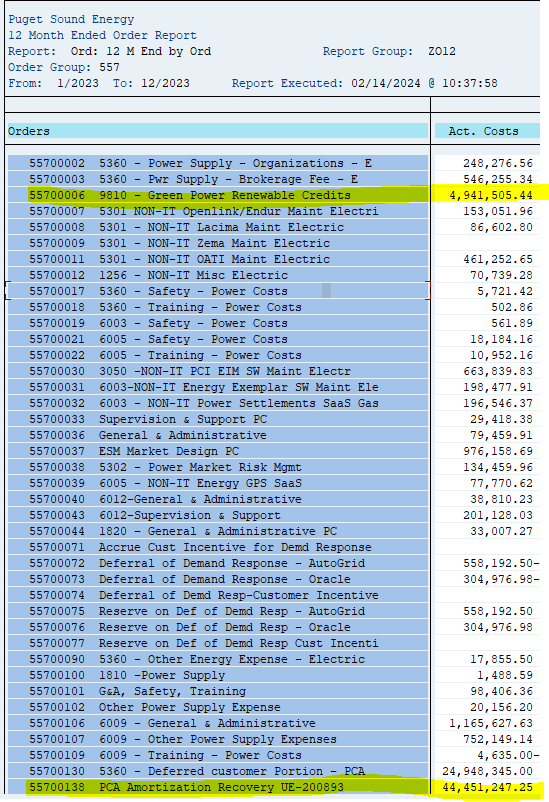 Puget Sound Energy
12 Month Ended Order Report
Report: Ord: 12 M End by Ord Report Group: ZO12
Order Group: 557
From: 1/2023 To: 12/2023 Report Executed: 02/14/2024 @ 10:37:58
Orders Act. Costs
55700002 5360 - Power Supply - Organizations - E 248,276.56
55700003 5360 - Pwr Supply - Brokerage Fee - E 546,255.34
55700006 9810 - Green Power Renewable Credits 4,941,505.44
55700007 5301 NON-IT Openlink/Endur Maint Electri 153,051.96
55700008 5301 - NON-IT Lacima Maint Electric 86,602.80
55700009 5301 - NON-IT Zema Maint Electric
55700011 5301 - NON-IT OATI Maint Electric 461,252.65
55700012 1256 - NON-IT Misc Electric 70,739.28
55700017 5360 - Safety - Power Costs 5,721.42
55700018 5360 - Training - Power Costs 502.86
55700019 6003 - Safety - Power Costs 561.89
55700021 6005 - Safety - Power Costs 18,184.16
55700022 6005 - Training - Power Costs 10,952.16
55700030 3050 -NON-IT PCI EIM SW Maint Electr 663,839.83
55700031 6003-NON-IT Energy Exemplar SW Maint Ele 198,477.91
55700032 6003 - NON-IT Power Settlements SaaS Gas 196,546.37
55700033 Supervision & Support PC 29,418.38
55700036 General & Administrative 79,459.91
55700037 ESM Market Design PC 976,158.69
55700038 5302 - Power Market Risk Mgmt 134,459.96
55700039 6005 - NON-IT Energy GPS SaaS 77,770.62
55700040 6012-General & Administrative 38,810.23
55700043 6012-Supervision & Support 201,128.03
55700044 1820 - General & Administrative PC 33,007.27
55700071 Accrue Cust Incentive for Demd Response
55700072 Deferral of Demand Response - AutoGrid 558,192.50-
55700073 Deferral of Demand Response - Oracle 304,976.98-
55700074 Deferral of Demd Resp-Customer Incentive
55700075 Reserve on Def of Demd Resp - AutoGrid 558,192.50
55700076 Reserve on Def of Demd Resp - Oracle 304,976.98
55700077 Reserve on Def of Demd Resp Cust Incenti
55700090 5360 - Other Energy Expense - Electric 17,855.50
55700100 1810 -Power Supply 1,488.59
55700101 G&A, Safety, Training 98,406.36
55700102 Other Power Supply Expense 20,156.20
55700106 6009 - General & Administrative 1,165,627.63
55700107 6009 - Other Power Supply Expenses 752,149.14
55700109 6009 - Training - Power Costs 4,635.00-
55700130 5360 - Deferred customer Portion - PCA 24,948,345.00
55700138 PCA Amortization Recovery UE-200893 44,451,247.25